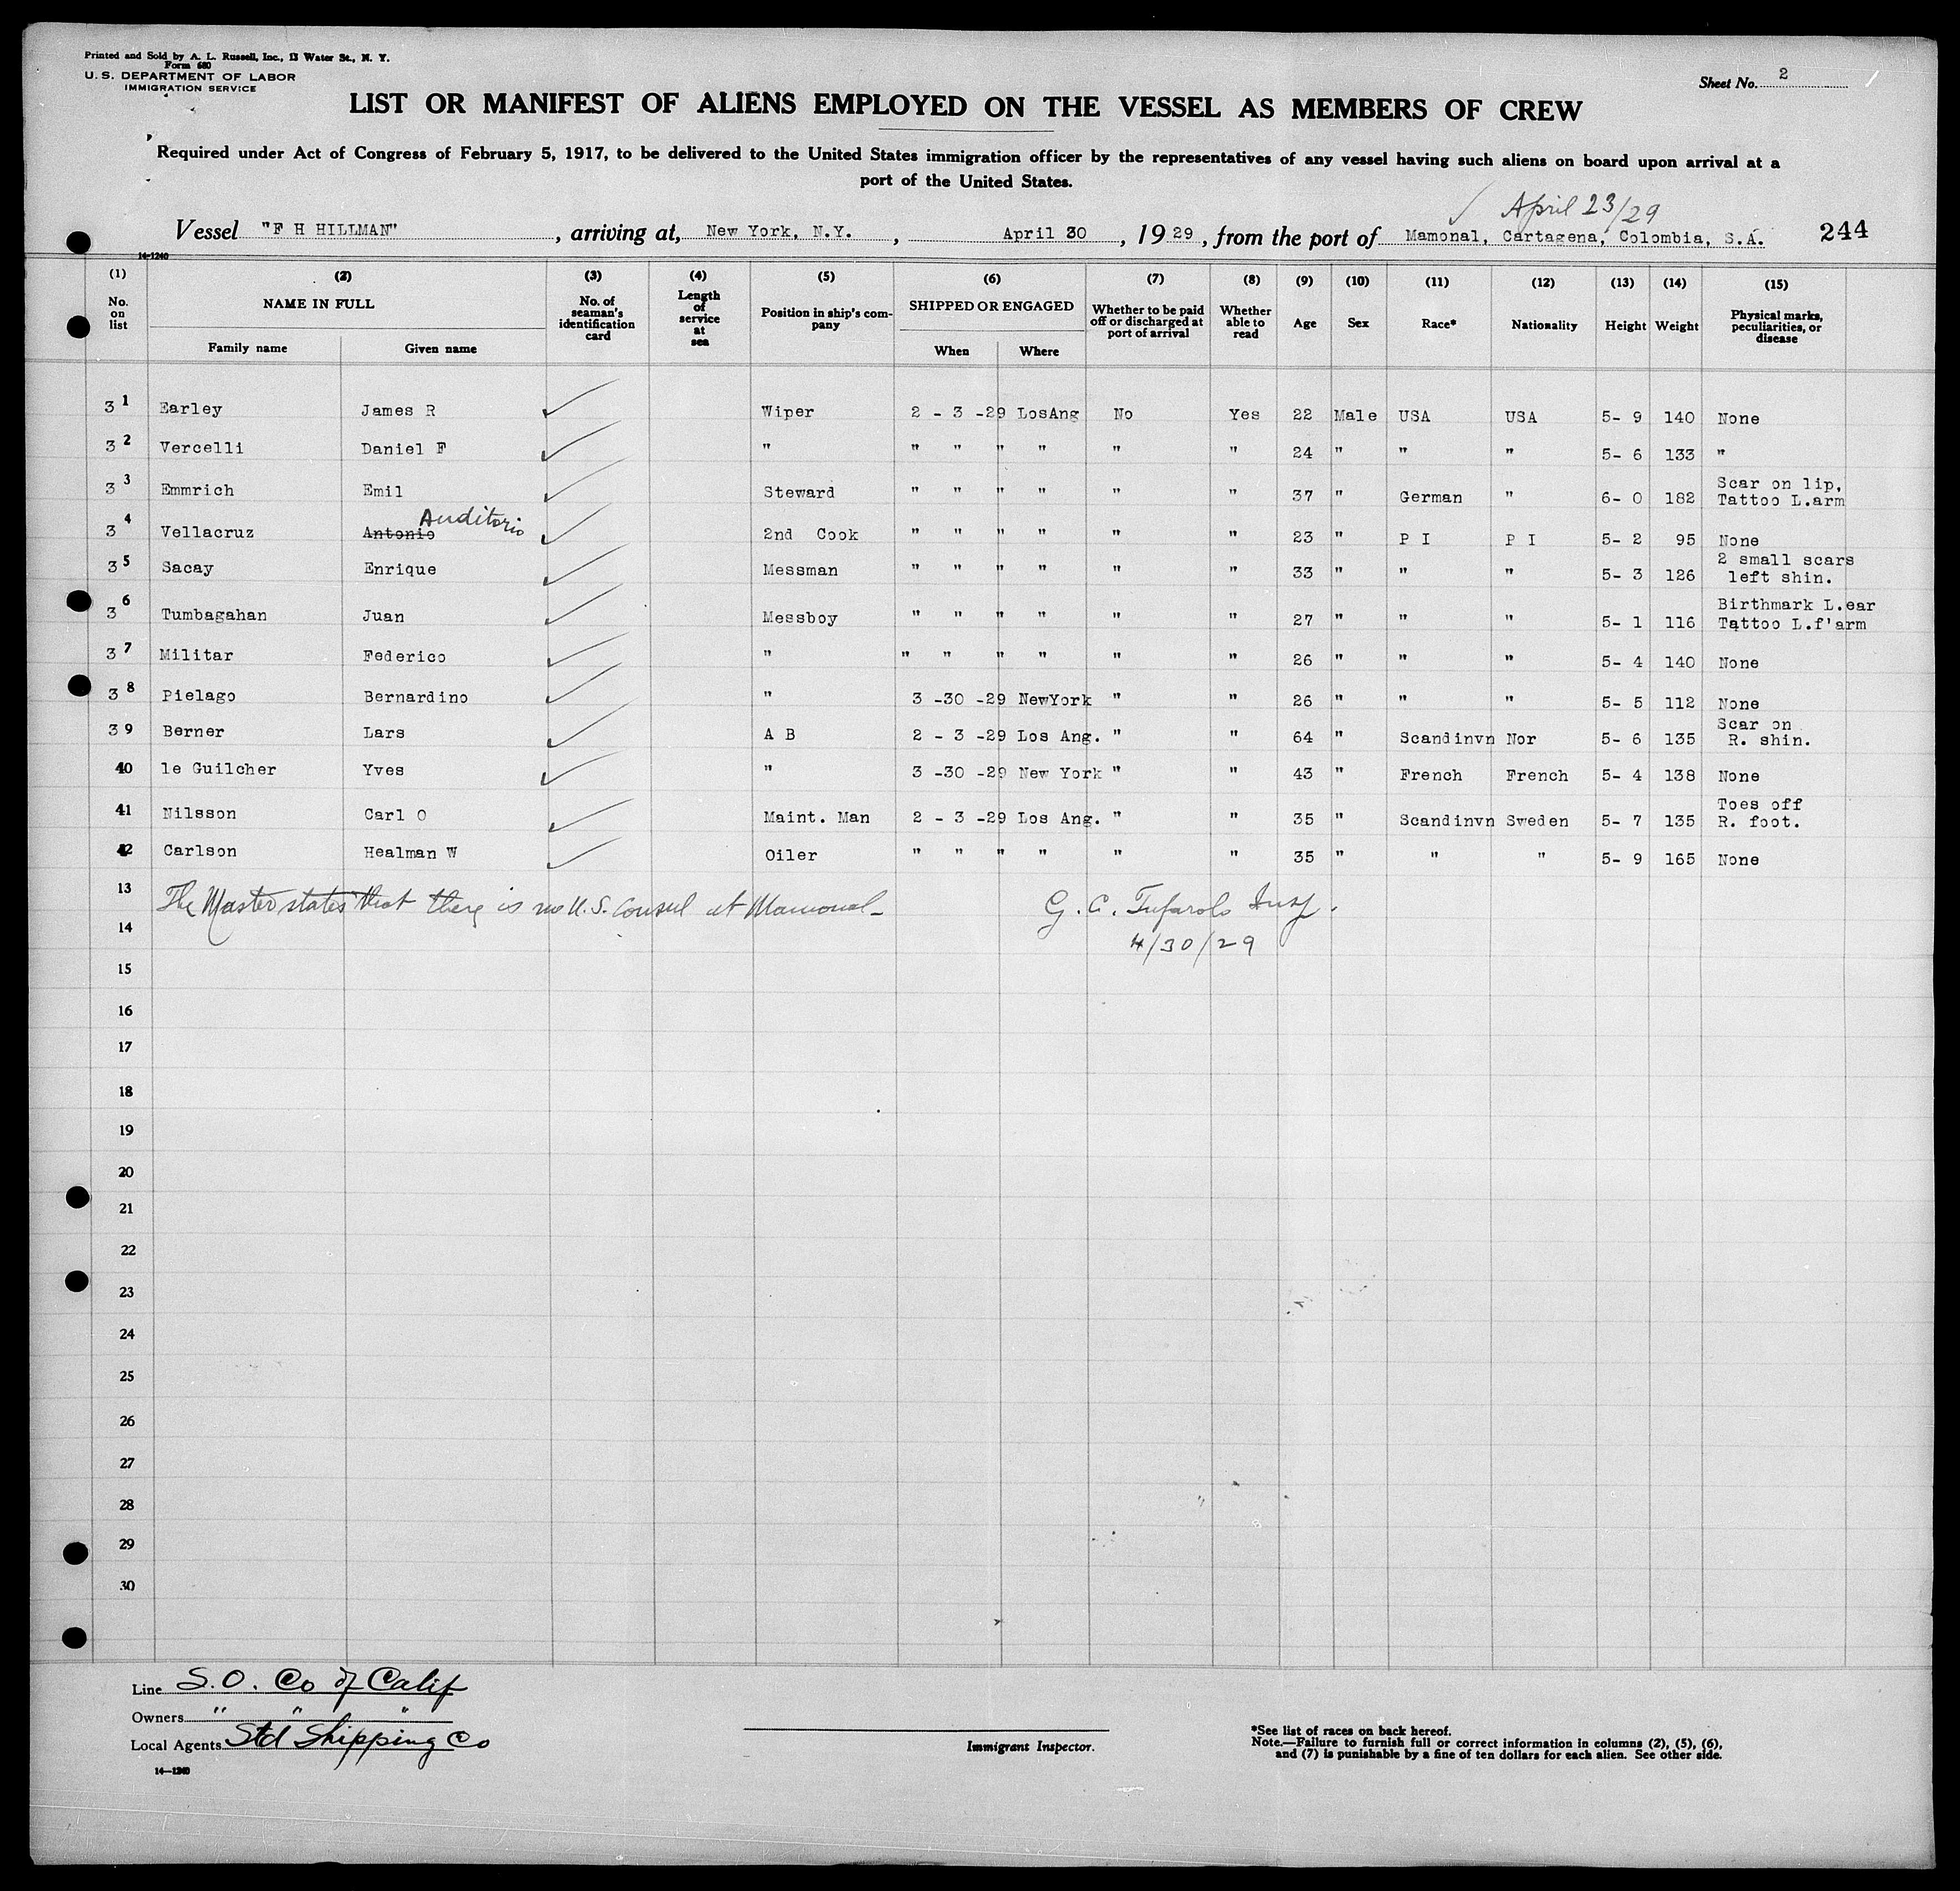 Printed and Sold by A. L. Russell, Inc., 13 Water St., N. Y.
Form 680
U. S. DEPARTMENT OF LABOR
IMMIGRATION SERVICE
Sheet No. 2
LIST OR MANIFEST OF ALIENS EMPLOYED ON THE VESSEL AS MEMBERS OF CREW
Required under Act of Congress of February 5, 1917, to be delivered to the United States immigration officer by the representatives of any vessel having such aliens on board upon arrival at a
port of the United States.
April 23/29
Vessel "F H HILLMAN", arriving at, New York, N.Y., April 30, 1929, from the port of Mamonal, Cartagena, Colombia, S.A. 244
14-1240
(1) (2) (3) (4) (5) (6) (7) (8) (9) (10) (11) (12) (13) (14) (15)
No. on list NAME IN FULL Family name Given name No. of seaman's identification card Length of service at sea Position in ship's company SHIPPED OR ENGAGED When Where Whether to be paid off or discharged at port of arrival Whether able to read Age Sex Race* Nationality Height Weight Physical marks, peculiarities, or disease
31 Earley James R ✓ Wiper 2 - 3 -29 LosAng No Yes 22 Male USA USA 5- 9 140 None
32 Vercelli Daniel F ✓ " " " " " " " 24 " " " 5- 6 133 "
33 Emmrich Emil ✓ Steward " " " " " " 37 " German " 6- 0 182 Scar on lip, Tattoo L.arm
34 Vellacruz Antonio Auditorio ✓ 2nd Cook " " " " " " 23 " P I P I 5- 2 95 None
35 Sacay Enrique ✓ Messman " " " " " " 33 " " " 5- 3 126 2 small scars left shin.
36 Tumbagahan Juan ✓ Messboy " " " " " " 27 " " " 5- 1 116 Birthmark L.ear Tattoo L.f'arm
37 Militar Federico ✓ " " " " " " " 26 " " " 5- 4 140 None
38 Pielago Bernardino ✓ " 3 -30 -29 NewYork " " 26 " " " 5- 5 112 None
39 Berner Lars ✓ A B 2 - 3 -29 Los Ang. " " 64 " Scandinvn Nor 5- 6 135 Scar on R. shin.
40 le Guilcher Yves ✓ " 3 -30 -29 New York " " 43 " French French 5- 4 138 None
41 Nilsson Carl O ✓ Maint. Man 2 - 3 -29 Los Ang. " " 35 " Scandinvn Sweden 5- 7 135 Toes off R. foot.
42 Carlson Healman W ✓ Oiler " " " " " " 35 " " " 5- 9 165 None
13 The Master states that there is no U.S. Consul at Mamonal- G. C. Tufarolo Insp.
14 4/30/29
15
16
17
18
19
20
21
22
23
24
25
26
27
28
29
30
Line S.O. Co of Calif
Owners " " "
Local Agents Std Shipping Co
14-1240
Immigrant Inspector.
*See list of races on back hereof.
Note.—Failure to furnish full or correct information in columns (2), (5), (6),
and (7) is punishable by a fine of ten dollars for each alien. See other side.